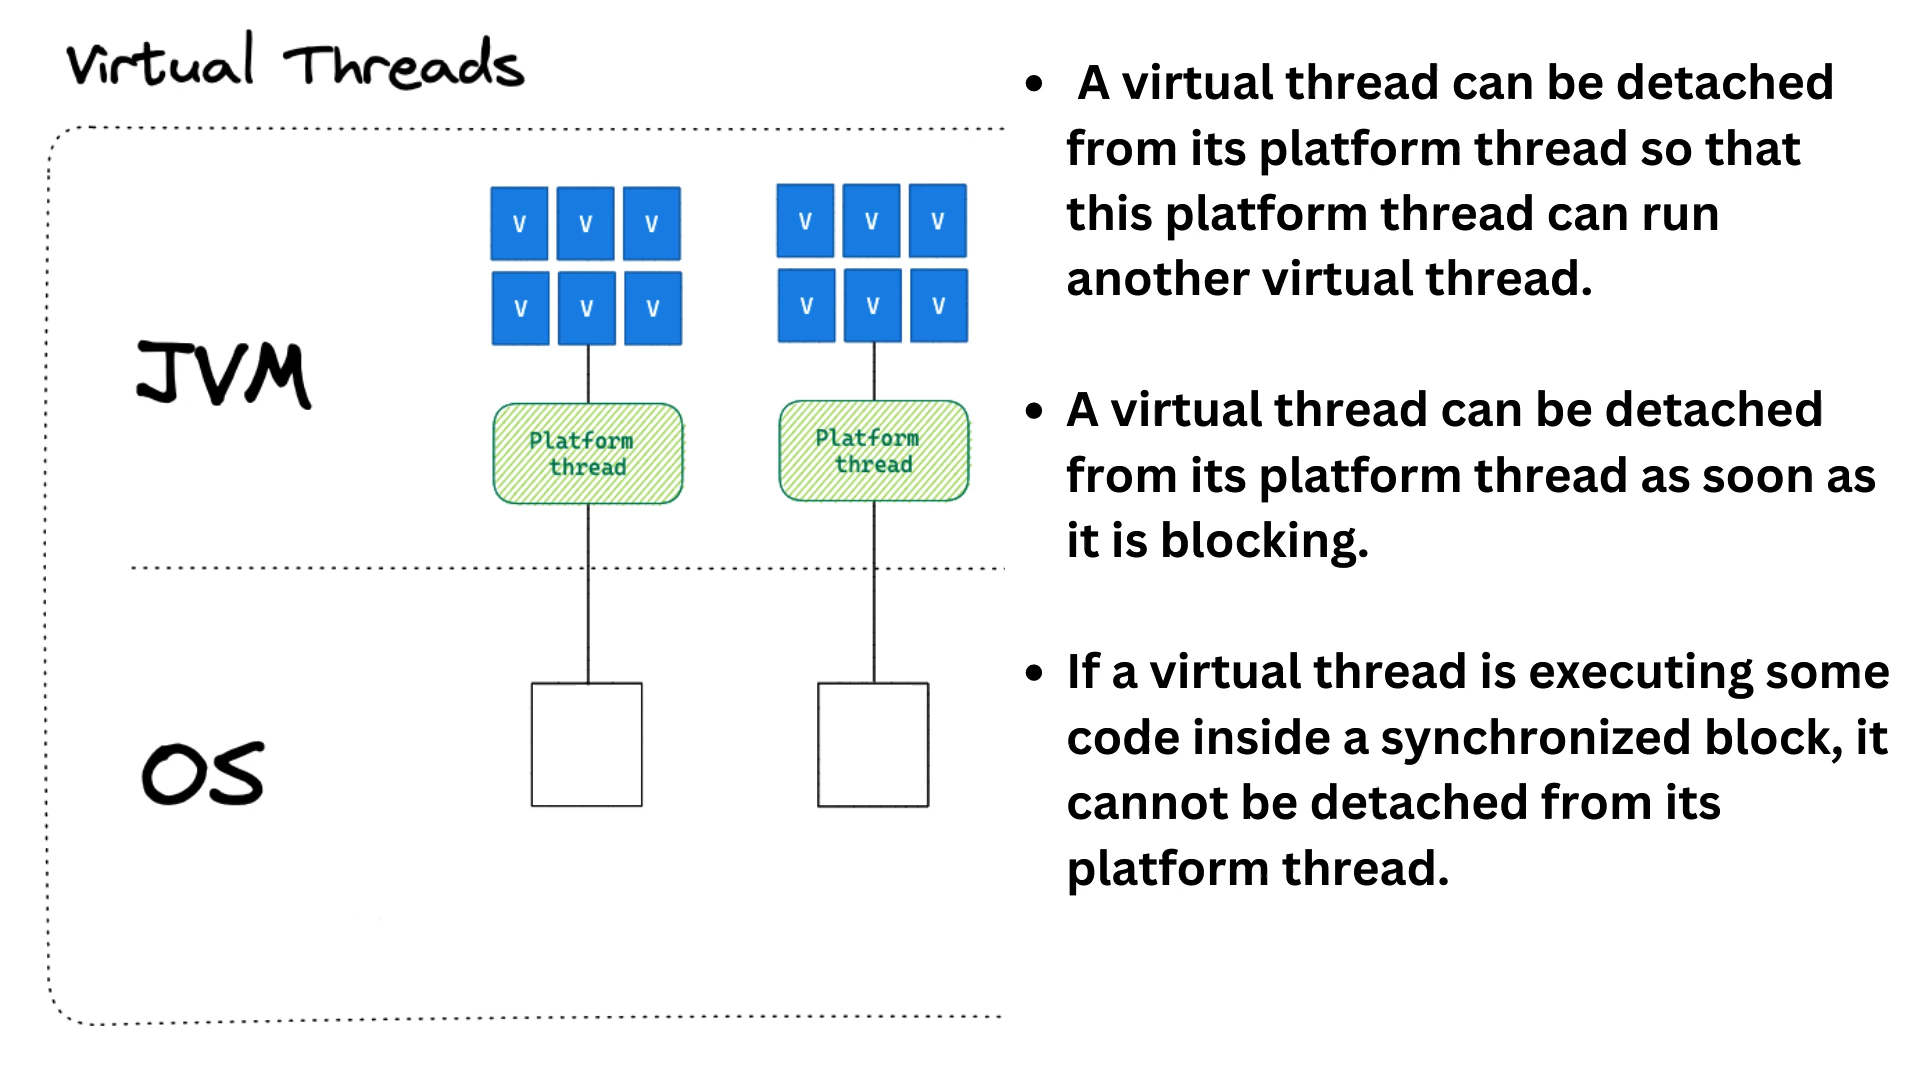 Virtual Threads
V V V
V V V
V V V
V V V
JVM
Platform
thread
Platform
thread
OS
• A virtual thread can be detached
from its platform thread so that
this platform thread can run
another virtual thread.
• A virtual thread can be detached
from its platform thread as soon as
it is blocking.
• If a virtual thread is executing some
code inside a synchronized block, it
cannot be detached from its
platform thread.